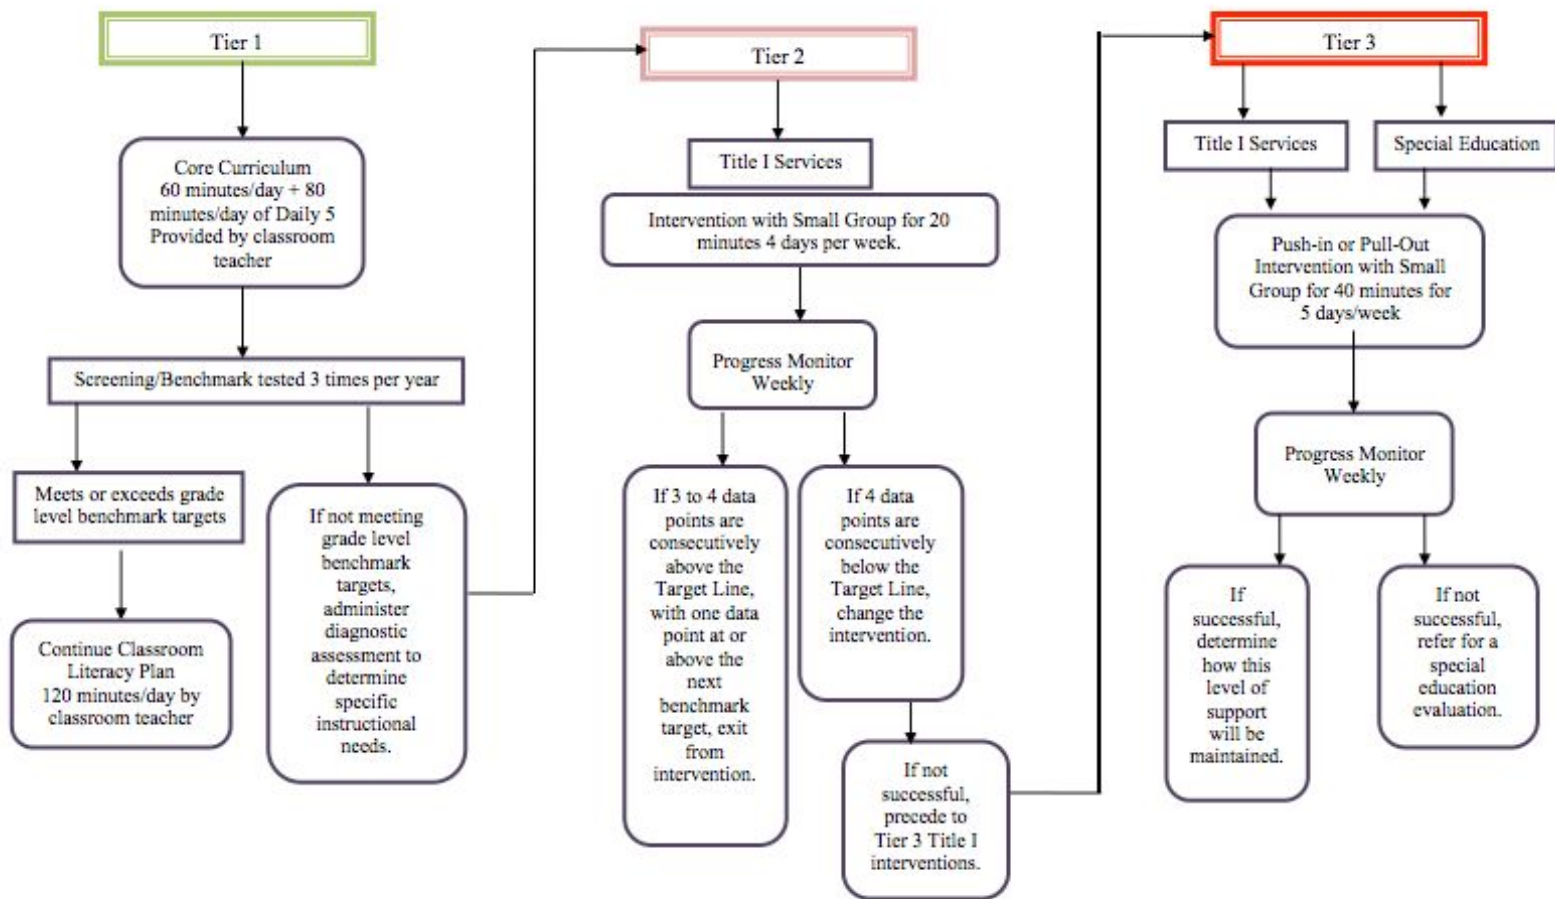 Tier 1
Core Curriculum
60 minutes/day + 80
minutes/day of Daily 5
Provided by classroom
teacher
Screening/Benchmark tested 3 times per year
Meets or exceeds grade
level benchmark targets
Continue Classroom
Literacy Plan
120 minutes/day by
classroom teacher
If not meeting
grade level
benchmark
targets,
administer
diagnostic
assessment to
determine
specific
instructional
needs.
Tier 2
Title I Services
Intervention with Small Group for 20
minutes 4 days per week.
Progress Monitor
Weekly
If 3 to 4 data
points are
consecutively
above the
Target Line,
with one data
point at or
above the
next
benchmark
target, exit
from
intervention.
If 4 data
points are
consecutively
below the
Target Line,
change the
intervention.
If not
successful,
precede to
Tier 3 Title I
interventions.
Tier 3
Title I Services
Special Education
Push-in or Pull-Out
Intervention with Small
Group for 40 minutes for
5 days/week
Progress Monitor
Weekly
If
successful,
determine
how this
level of
support
will be
maintained.
If not
successful,
refer for a
special
education
evaluation.